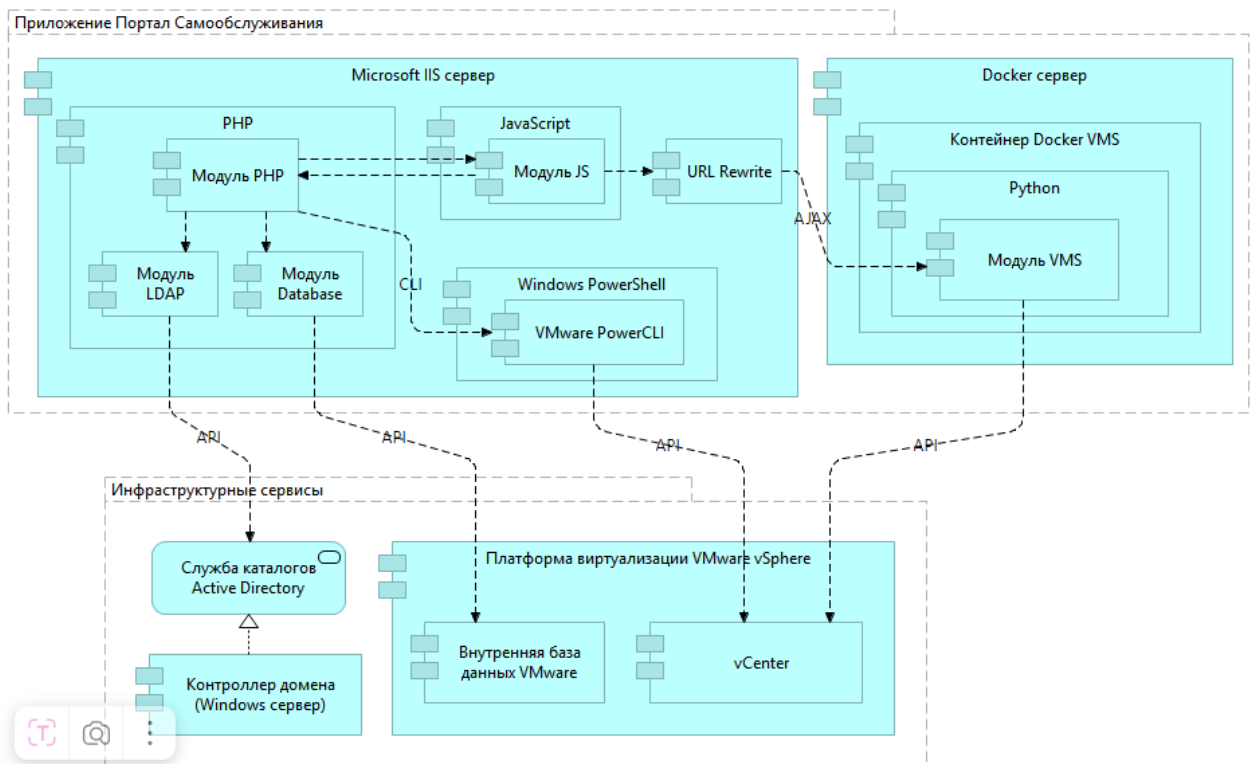 Приложение Портал Самообслуживания
Microsoft IIS сервер
Docker сервер
PHP
JavaScript
Контейнер Docker VMS
Модуль PHP
Модуль JS
URL Rewrite
Python
AJAX
Модуль VMS
Модуль
LDAP
Модуль
Database
CLI
Windows PowerShell
VMware PowerCLI
API
API
API
API
Инфраструктурные сервисы
Служба каталогов
Active Directory
Платформа виртуализации VMware vSphere
Внутренняя база
данных VMware
vCenter
Контроллер домена
(Windows сервер)
T